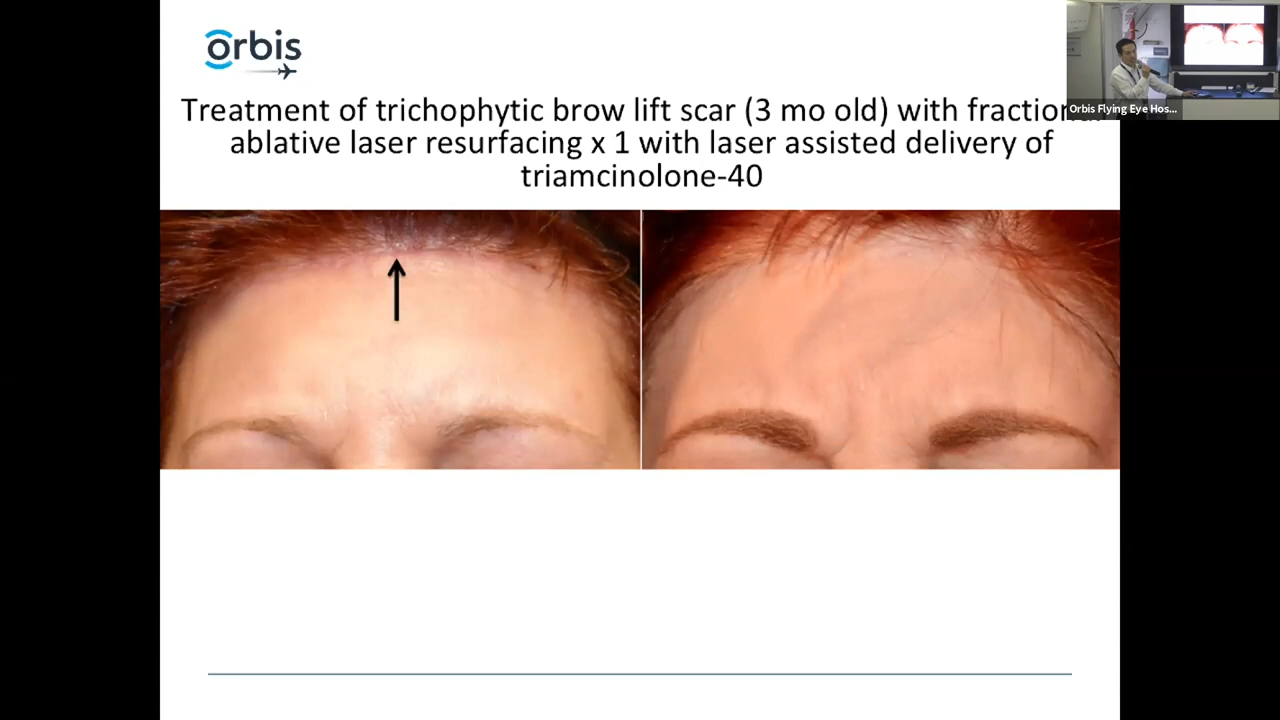 orbis
Treatment of trichophytic brow lift scar (3 mo old) with
ablative laser resurfacing x 1 with laser assisted delivery of
triamcinolone-40
Orbis Flying Eye Hos...